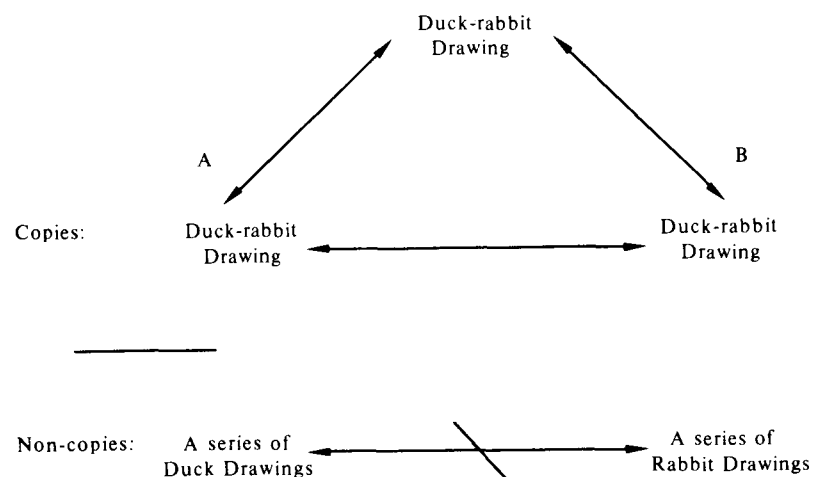 Duck-rabbit
Drawing
A
B
Copies:
Duck-rabbit
Drawing
Duck-rabbit
Drawing
Non-copies:
A series of
Duck Drawings
A series of
Rabbit Drawings